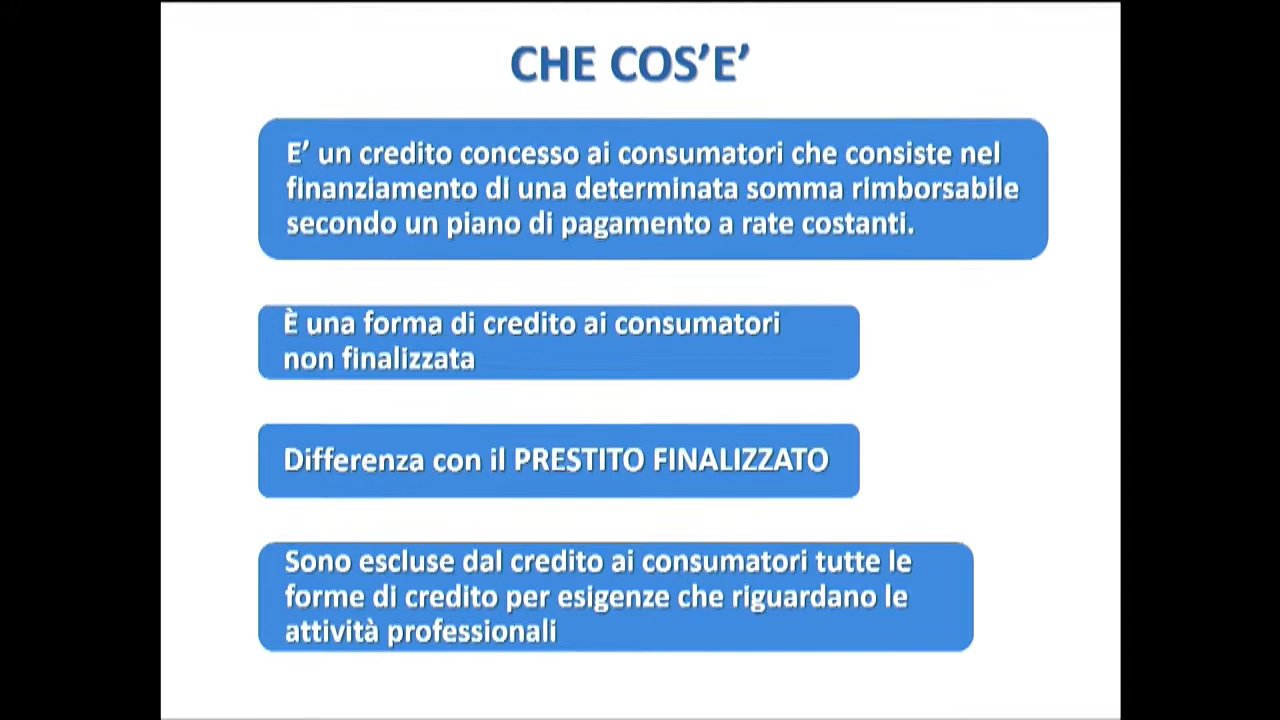 CHE COS’E’
E’ un credito concesso ai consumatori che consiste nel
finanziamento di una determinata somma rimborsabile
secondo un piano di pagamento a rate costanti.
È una forma di credito ai consumatori
non finalizzata
Differenza con il PRESTITO FINALIZZATO
Sono escluse dal credito ai consumatori tutte le
forme di credito per esigenze che riguardano le
attività professionali